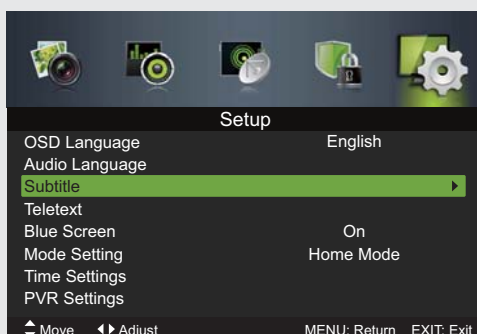 Setup
OSD Language English
Audio Language
Subtitle
Teletext
Blue Screen On
Mode Setting Home Mode
Time Settings
PVR Settings
Move Adjust MENU: Return EXIT: Exit